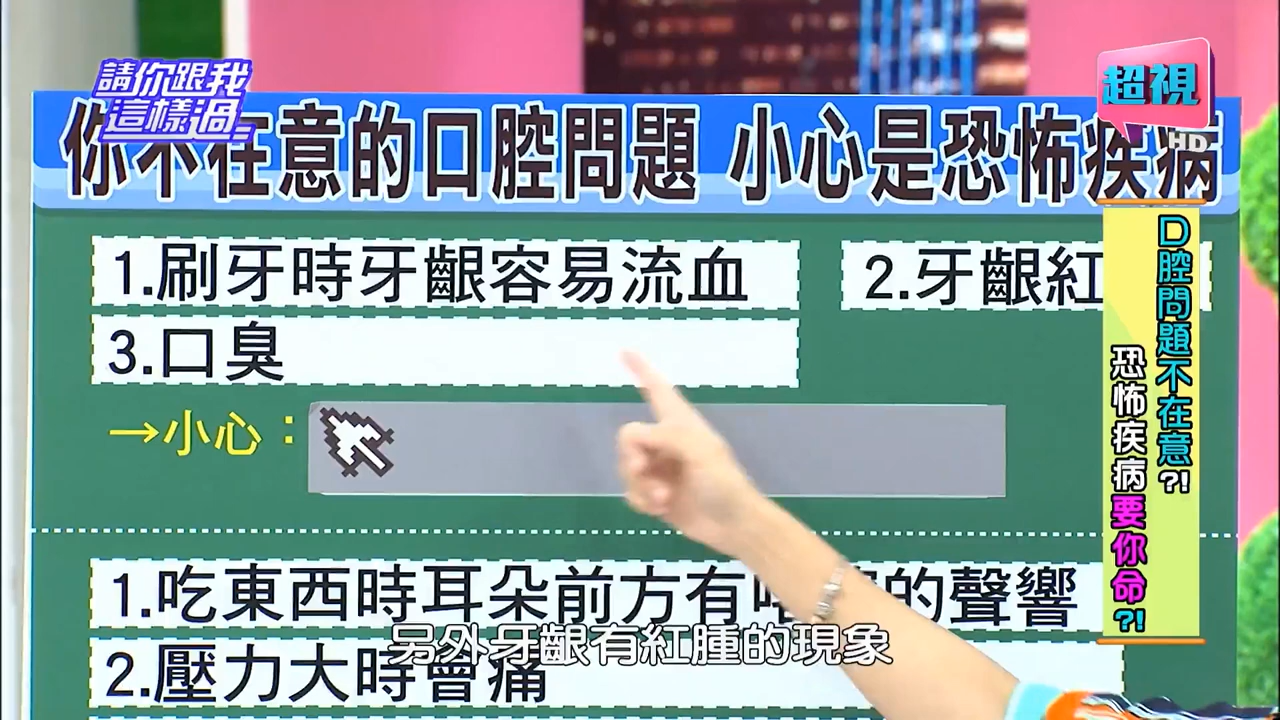 請你跟我
這樣過
超視
HD
你不在意的口腔問題 小心是恐怖疾病
1.刷牙時牙齦容易流血
2.牙齦紅
3.口臭
→小心：
1.吃東西時耳朵前方有 的聲響
2.壓力大時會痛
口腔問題不在意?!
恐怖疾病要你命?!
另外牙齦有紅腫的現象